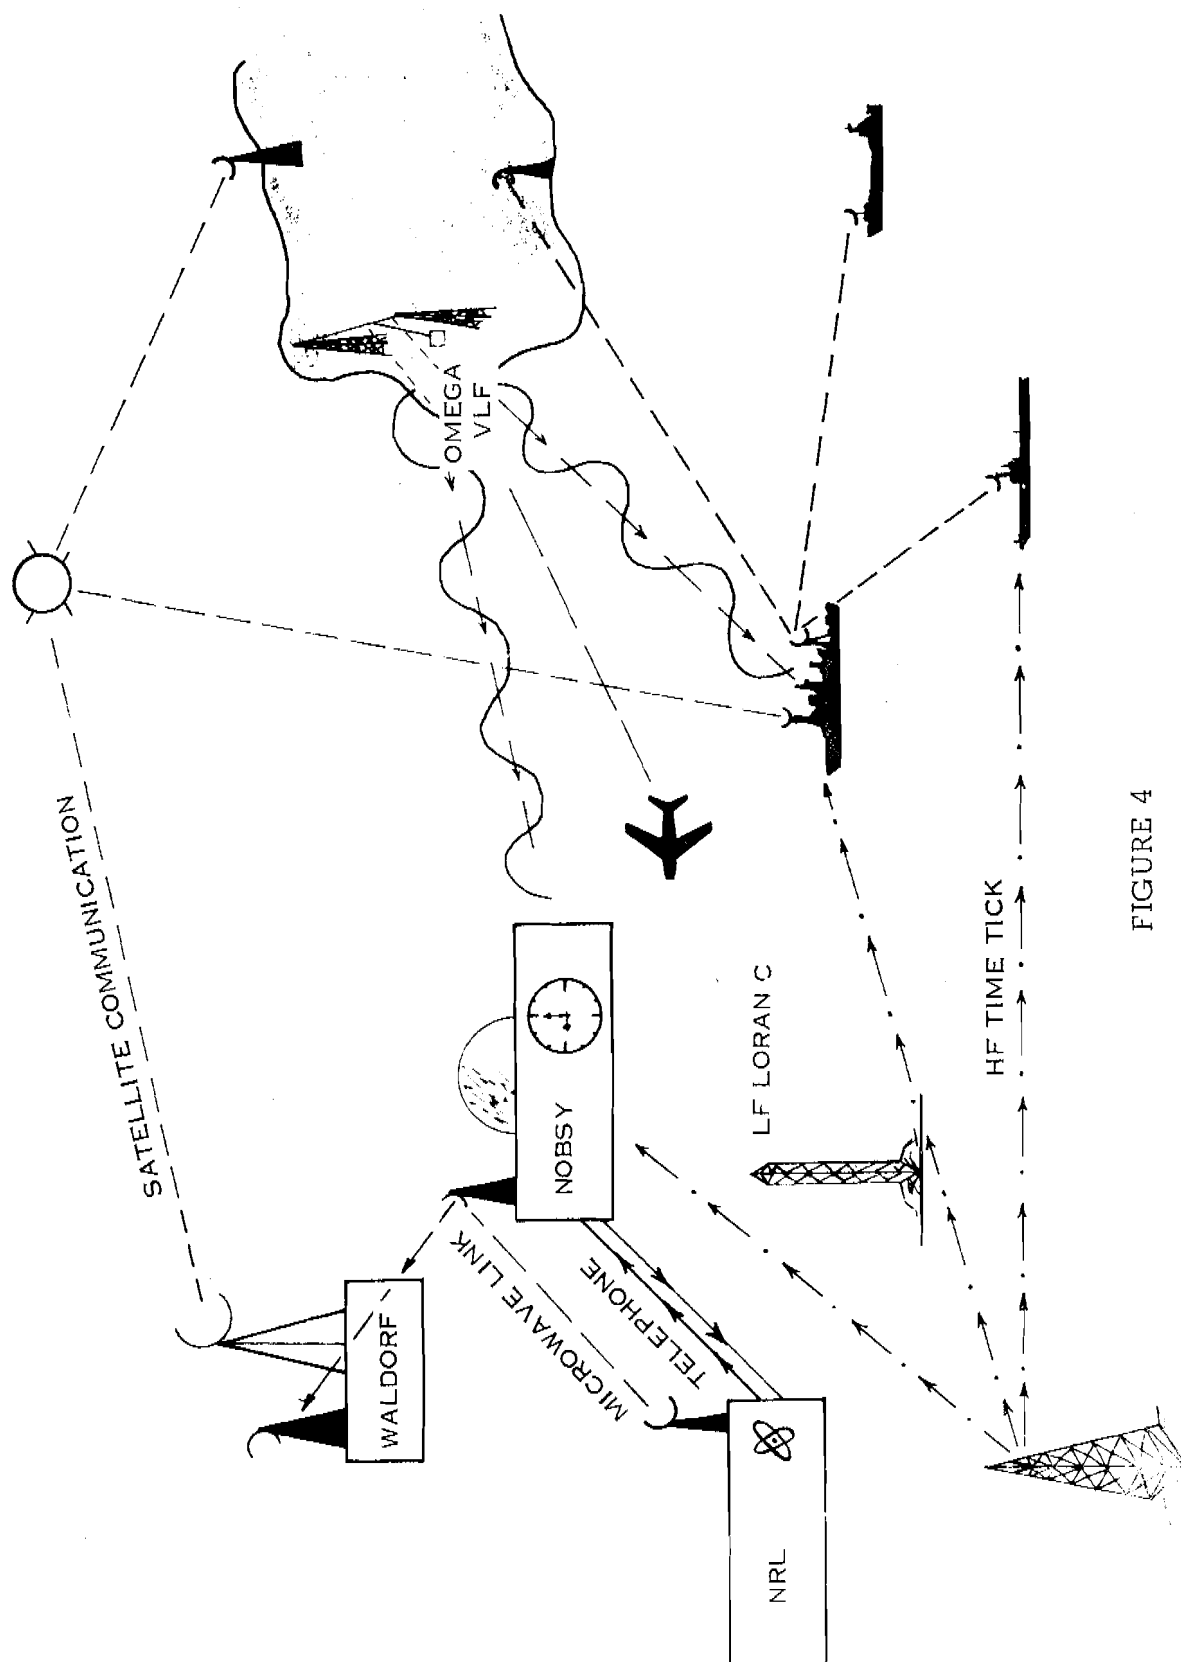 SATELLITE COMMUNICATION
WALDORF
MICROWAVE LINK
TELEPHONE
NOBSY
NRL
OMEGA
VLF
LF LORAN C
HF TIME TICK
FIGURE 4